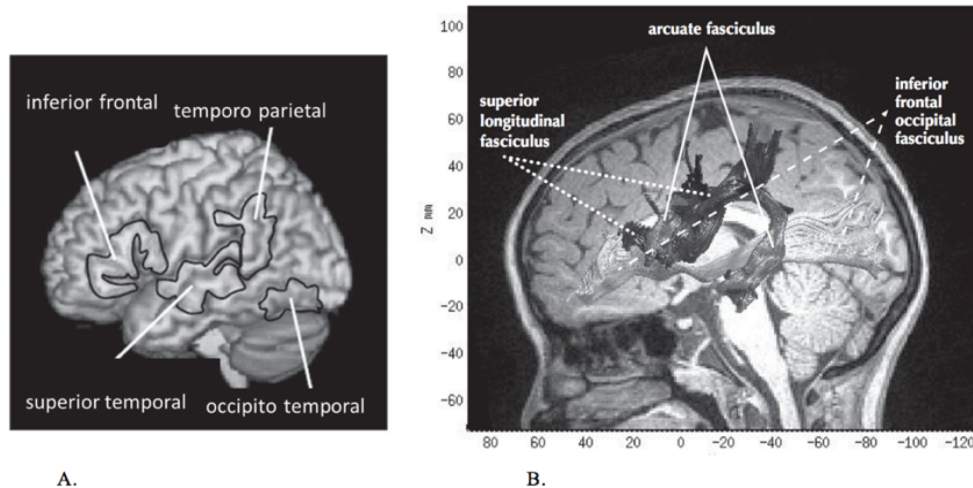 inferior frontal
temporo parietal
superior temporal
occipito temporal
A.
arcuate fasciculus
superior
longitudinal
fasciculus
inferior
frontal
occipital
fasciculus
Z mm
100
80
60
40
20
0
-20
-40
-60
80 60 40 20 0 -20 -40 -60 -80 -100 -120
B.